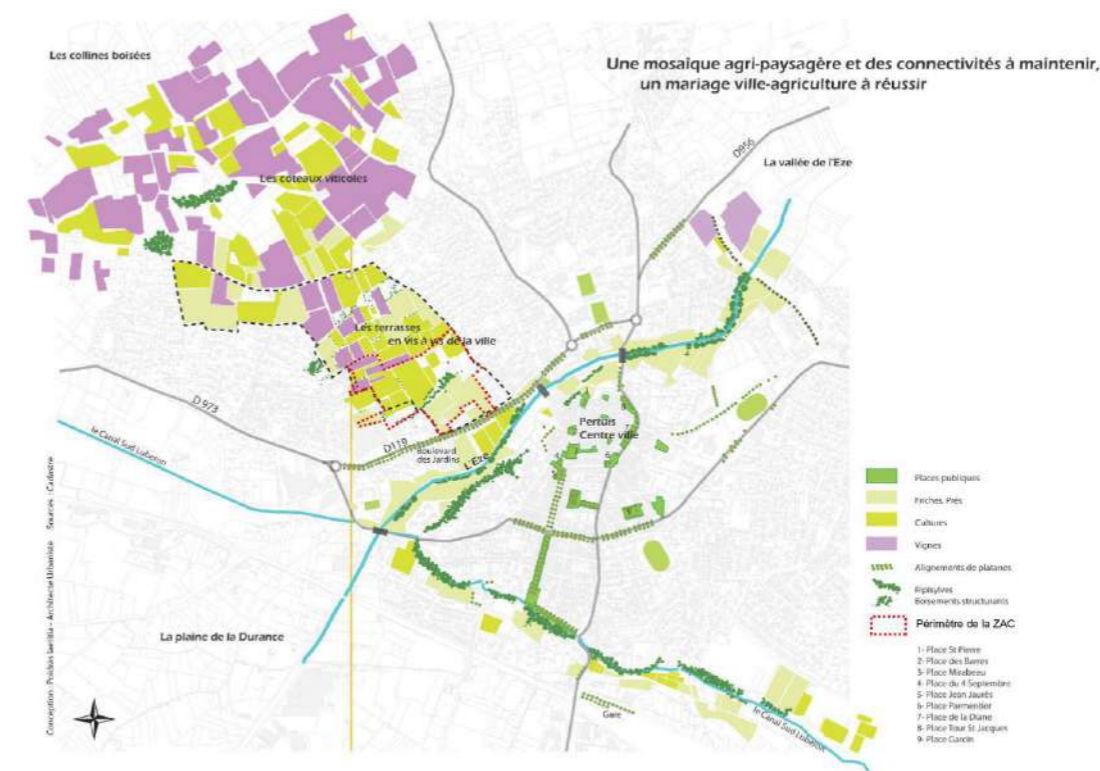 Les collines boisées
Une mosaïque agri-paysagère et des connectivités à maintenir,
un mariage ville-agriculture à réussir
D956
La vallée de l'Eze
Les coteaux viticoles
Les terrasses
en vis à vis de la ville
D 973
D119
Boulevard
des Jardins
L'Eze
Pertuis
Centre ville
le Canal Sud Luberon
La plaine de la Durance
Gare
le Canal Sud Luberon
Places publiques
Friches, Prés
Cultures
Vignes
Alignements de platanes
Ripisylves
Boisements structurants
Périmètre de la ZAC
1- Place St Pierre
2- Place des Barres
3- Place Mirabeau
4- Place du 4 Septembre
5- Place Jean Jaurès
6- Place Parmentier
7- Place de la Diane
8- Place Tour St Jacques
9- Place Garcin
Architecte Urbaniste
Sources : Cadastre